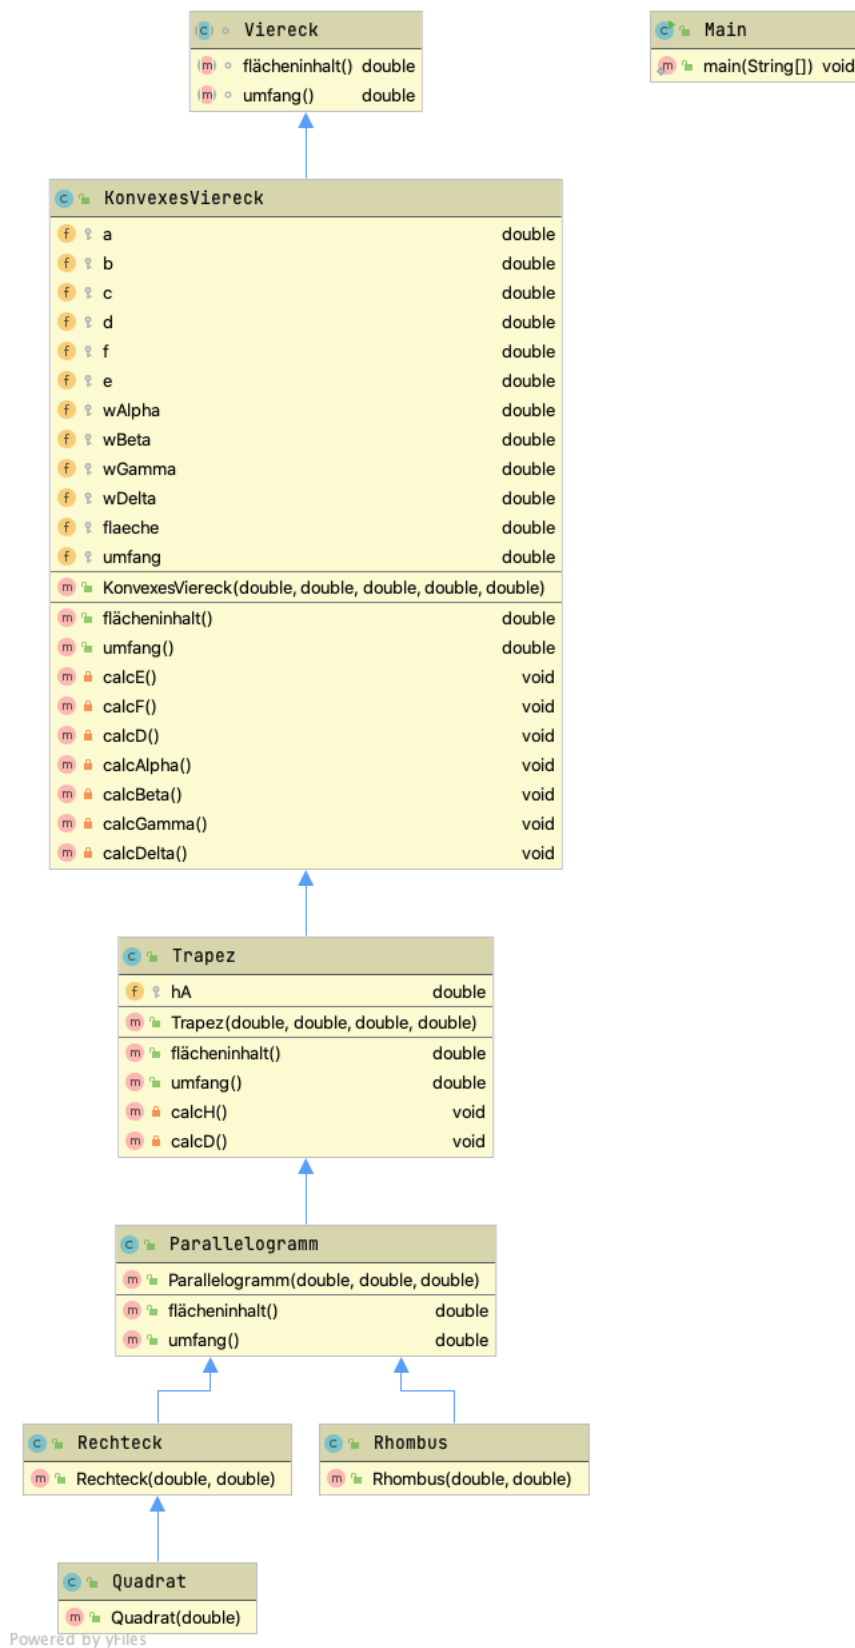 Viereck
flächeninhalt() double
umfang() double
Main
main(String[]) void
KonvexesViereck
a double
b double
c double
d double
f double
e double
wAlpha double
wBeta double
wGamma double
wDelta double
flaeche double
umfang double
KonvexesViereck(double, double, double, double, double)
flächeninhalt() double
umfang() double
calcE() void
calcF() void
calcD() void
calcAlpha() void
calcBeta() void
calcGamma() void
calcDelta() void
Trapez
hA double
Trapez(double, double, double, double)
flächeninhalt() double
umfang() double
calcH() void
calcD() void
Parallelogramm
Parallelogramm(double, double, double)
flächeninhalt() double
umfang() double
Rechteck
Rechteck(double, double)
Rhombus
Rhombus(double, double)
Quadrat
Quadrat(double)
Powered by yFiles